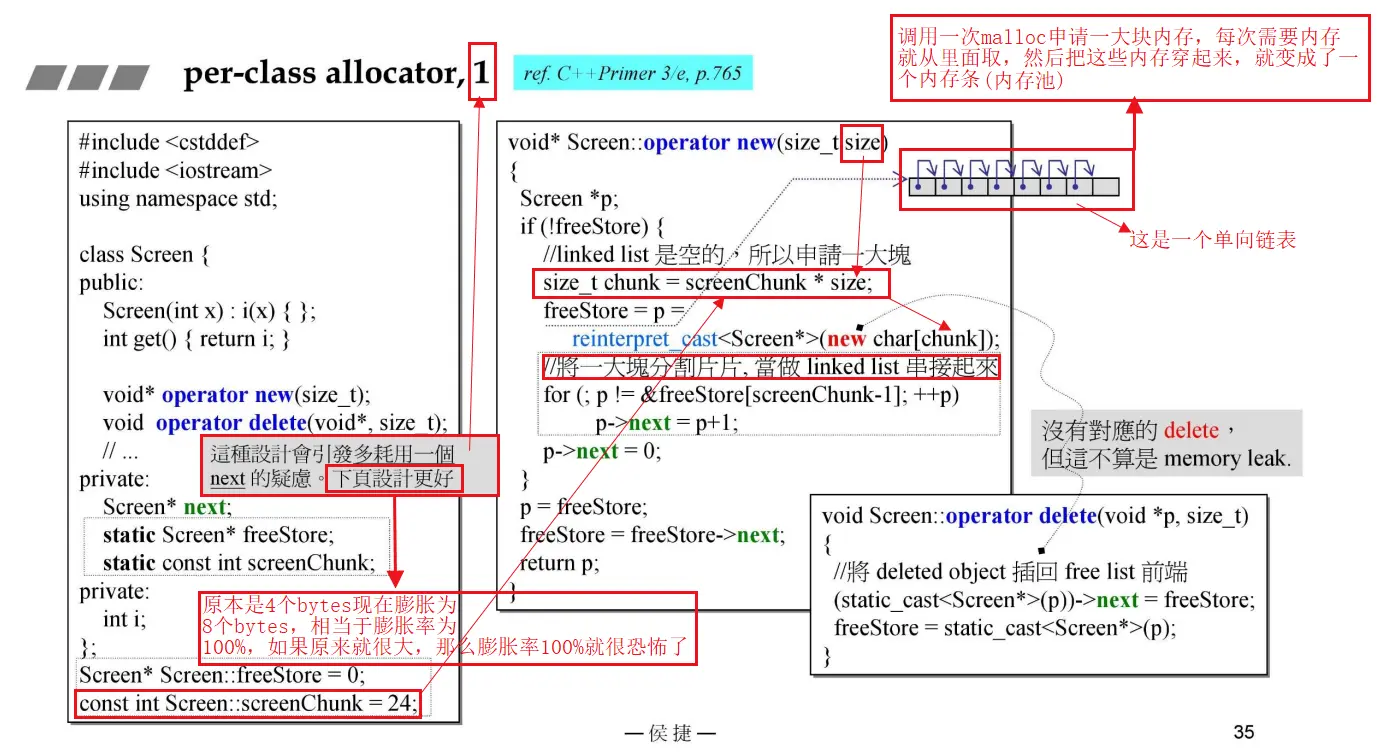 per-class allocator, 1
ref. C++Primer 3/e, p.765
调用一次malloc申请一大块内存，每次需要内存
就从里面取，然后把这些内存穿起来，就变成了一
个内存条(内存池)
#include <cstddef>
#include <iostream>
using namespace std;
class Screen {
public:
Screen(int x) : i(x) { };
int get() { return i; }
void* operator new(size_t);
void operator delete(void*, size_t);
// ...
這種設計會引發多耗用一個
next 的疑慮。下頁設計更好
private:
Screen* next;
static Screen* freeStore;
static const int screenChunk;
private:
int i;
};
原本是4个bytes现在膨胀为
8个bytes，相当于膨胀率为
100%，如果原来就很大，那么膨胀率100%就很恐怖了
Screen* Screen::freeStore = 0;
const int Screen::screenChunk = 24;
void* Screen::operator new(size_t size)
{
Screen *p;
if (!freeStore) {
//linked list 是空的，所以申請一大塊
size_t chunk = screenChunk * size;
freeStore = p =
reinterpret_cast<Screen*>(new char[chunk]);
//將一大塊分割片片, 當做 linked list 串接起來
for (; p != &freeStore[screenChunk-1]; ++p)
p->next = p+1;
p->next = 0;
}
p = freeStore;
freeStore = freeStore->next;
return p;
}
这是一个单向链表
沒有對應的 delete，
但這不算是 memory leak.
void Screen::operator delete(void *p, size_t)
{
//將 deleted object 插回 free list 前端
(static_cast<Screen*>(p))->next = freeStore;
freeStore = static_cast<Screen*>(p);
}
— 侯 捷 —
35